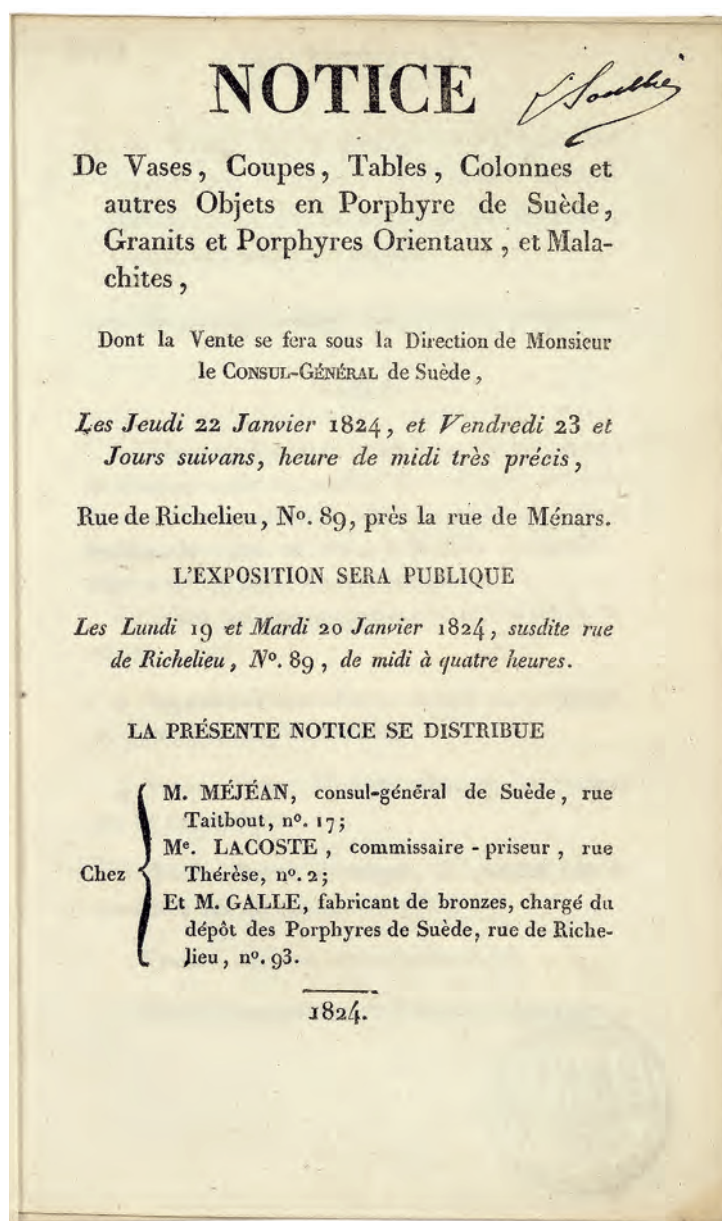 NOTICE
De Vases, Coupes, Tables, Colonnes et
autres Objets en Porphyre de Suède,
Granits et Porphyres Orientaux, et Mala-
chites,
Dont la Vente se fera sous la Direction de Monsieur
le CONSUL-GÉNÉRAL de Suède,
Les Jeudi 22 Janvier 1824, et Vendredi 23 et
Jours suivans, heure de midi très précis,
Rue de Richelieu, Nº. 89, près la rue de Ménars.
L'EXPOSITION SERA PUBLIQUE
Les Lundi 19 et Mardi 20 Janvier 1824, susdite rue
de Richelieu, Nº. 89, de midi à quatre heures.
LA PRÉSENTE NOTICE SE DISTRIBUE
Chez
M. MÉJÉAN, consul-général de Suède, rue
Taitbout, nº. 17;
Me. LACOSTE, commissaire-priseur, rue
Thérèse, nº. 2;
Et M. GALLE, fabricant de bronzes, chargé du
dépôt des Porphyres de Suède, rue de Riche-
lieu, nº. 93.
1824.